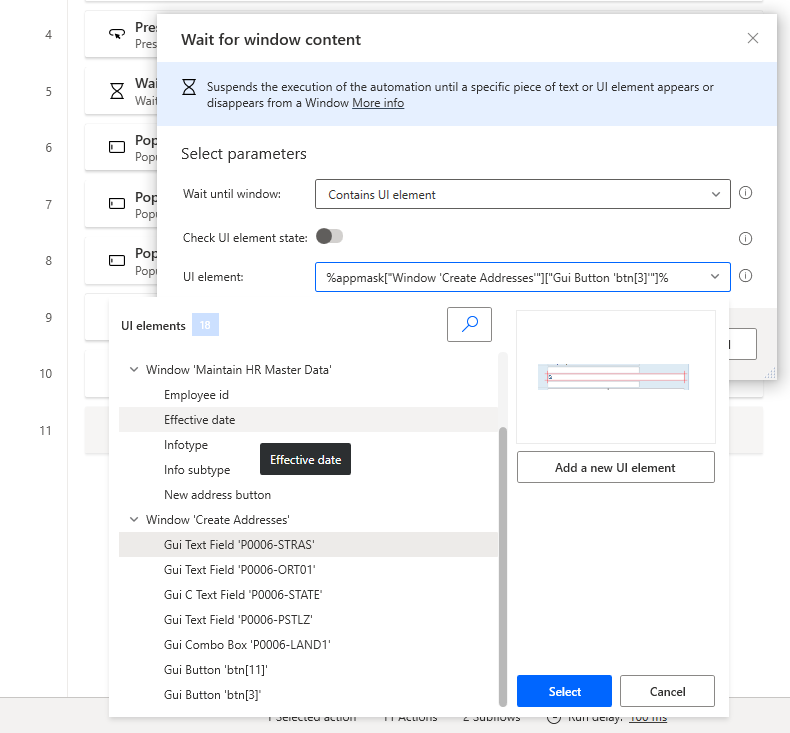 4
Pres
Pres
5
Wai
Wait
6
Pop
Popu
7
Pop
Popu
8
Pop
Popu
9
10
11
Wait for window content
Suspends the execution of the automation until a specific piece of text or UI element appears or
disappears from a Window More info
Select parameters
Wait until window:
Contains UI element
Check UI element state:
UI element:
%appmask["Window 'Create Addresses'"]["Gui Button 'btn[3]'"]%
UI elements 18
Window 'Maintain HR Master Data'
Employee id
Effective date
Infotype
Effective date
Info subtype
New address button
Window 'Create Addresses'
Gui Text Field 'P0006-STRAS'
Gui Text Field 'P0006-ORT01'
Gui C Text Field 'P0006-STATE'
Gui Text Field 'P0006-PSTLZ'
Gui Combo Box 'P0006-LAND1'
Gui Button 'btn[11]'
Gui Button 'btn[3]'
Add a new UI element
Select
Cancel
1 Selected action
11 Actions
2 Subflows
Run delay:
100 ms